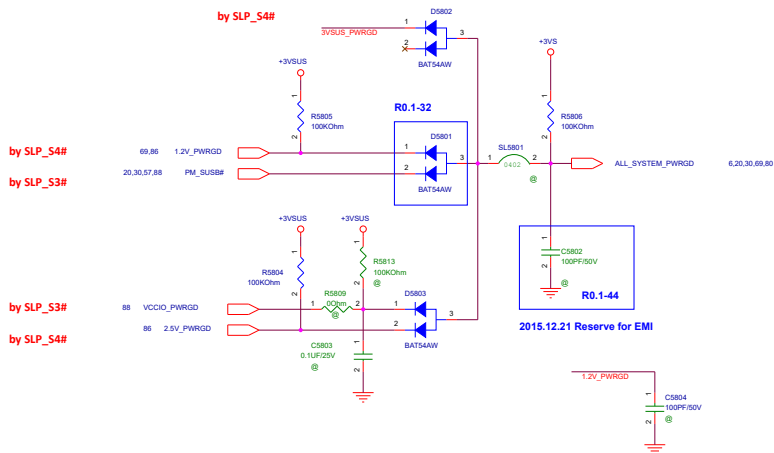 by SLP_S4#
D5802
3VSUS_PWRGD
1
2
3
BAT54AW
+3VS
+3VSUS
1
R5805
100KOhm
2
R0.1-32
1
R5806
100KOhm
2
D5801
by SLP_S4#
69,86 1.2V_PWRGD
1
3
1
SL5801
2
0402
@
ALL_SYSTEM_PWRGD 6,20,30,69,80
by SLP_S3#
20,30,57,88 PM_SUSB#
2
BAT54AW
+3VSUS
+3VSUS
1
R5804
100KOhm
2
1
R5813
100KOhm
@
2
1
C5802
100PF/50V
2
@
R0.1-44
R5809
0Ohm
@
D5803
by SLP_S3#
88 VCCIO_PWRGD
1
2
1
3
2015.12.21 Reserve for EMI
86 2.5V_PWRGD
2
by SLP_S4#
BAT54AW
C5803
0.1UF/25V
@
1
2
1.2V_PWRGD
1
C5804
100PF/50V
2
@